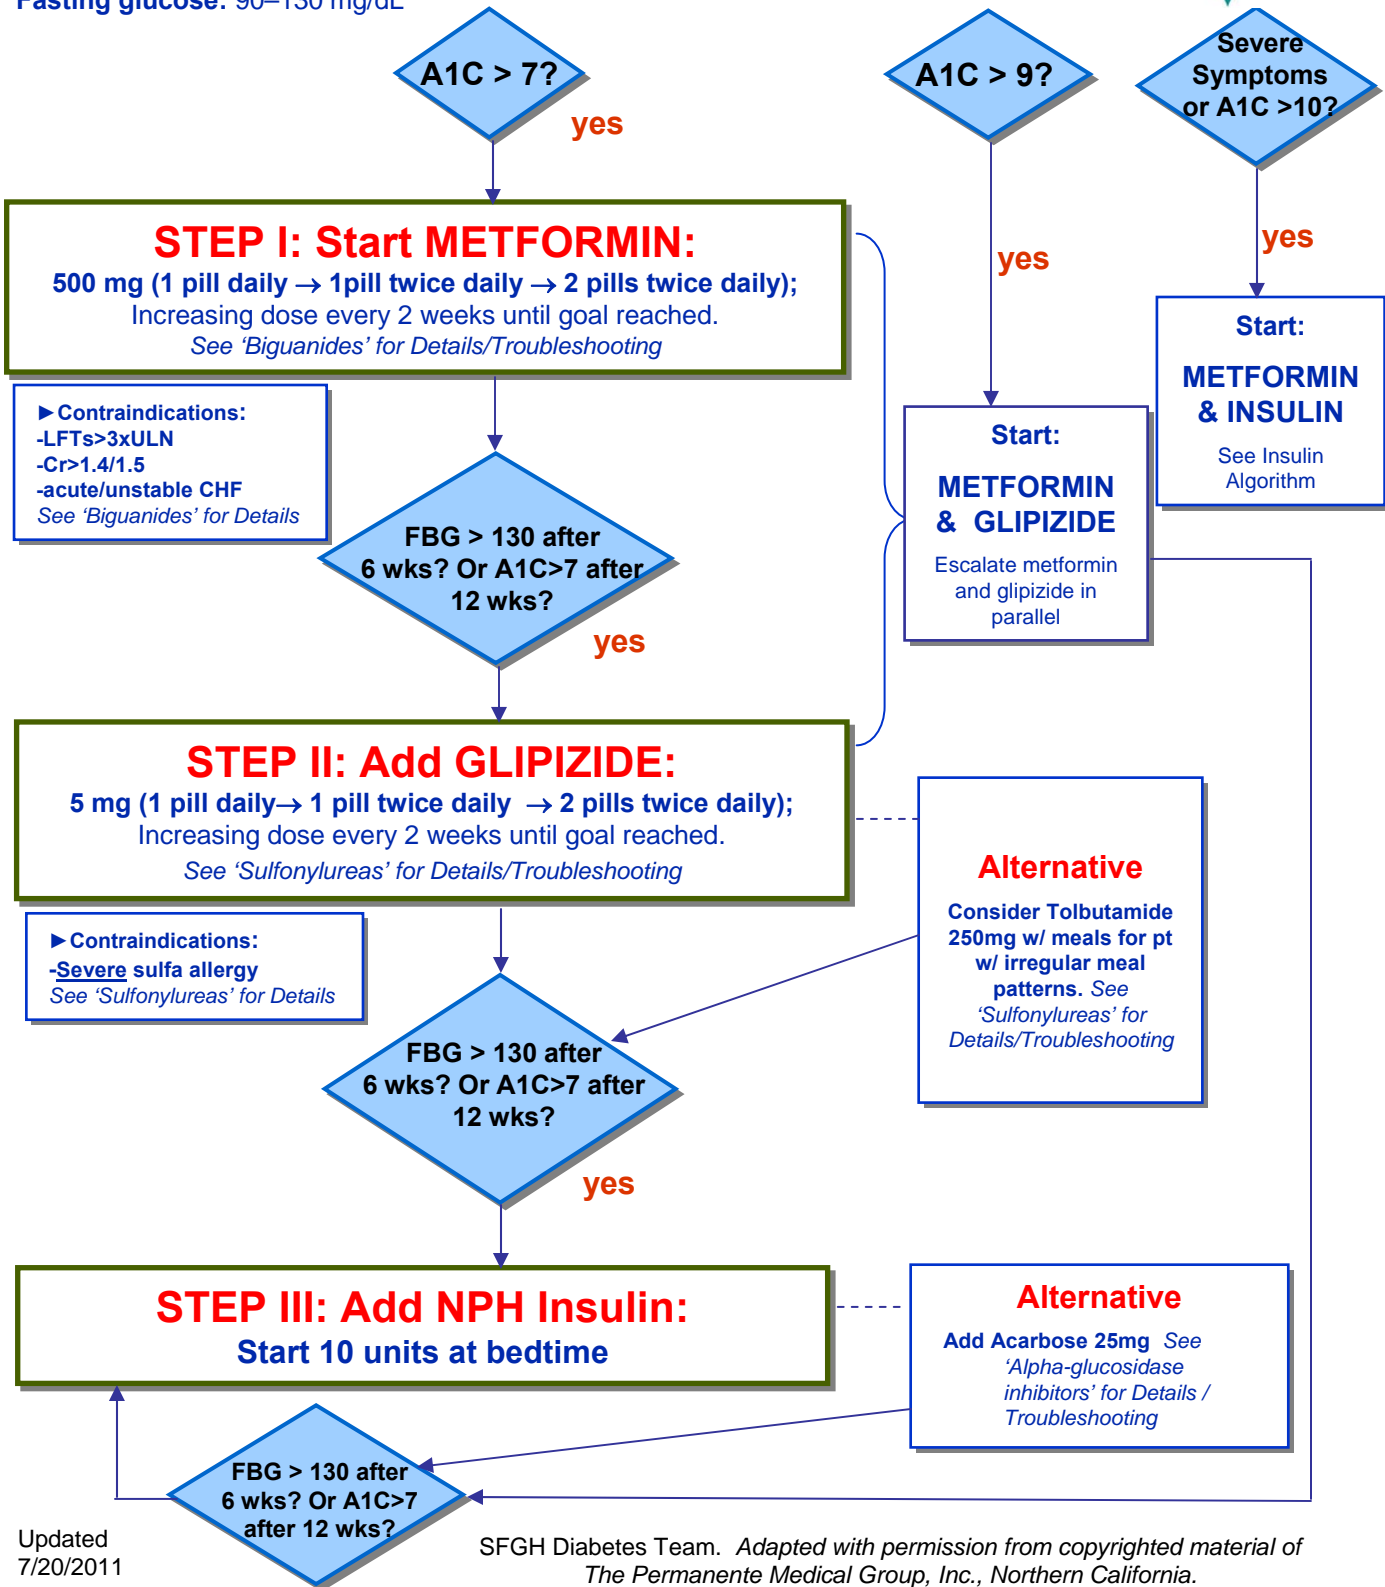 Fasting glucose: 90–130 mg/dL
A1C > 7?
yes
A1C > 9?
yes
Severe
Symptoms
or A1C >10?
yes
STEP I: Start METFORMIN:
500 mg (1 pill daily → 1pill twice daily → 2 pills twice daily);
Increasing dose every 2 weeks until goal reached.
See ‘Biguanides’ for Details/Troubleshooting
►Contraindications:
-LFTs>3xULN
-Cr>1.4/1.5
-acute/unstable CHF
See ‘Biguanides’ for Details
Start:
METFORMIN
& GLIPIZIDE
Escalate metformin
and glipizide in
parallel
Start:
METFORMIN
& INSULIN
See Insulin
Algorithm
FBG > 130 after
6 wks? Or A1C>7 after
12 wks?
yes
STEP II: Add GLIPIZIDE:
5 mg (1 pill daily→ 1 pill twice daily → 2 pills twice daily);
Increasing dose every 2 weeks until goal reached.
See ‘Sulfonylureas’ for Details/Troubleshooting
►Contraindications:
-Severe sulfa allergy
See ‘Sulfonylureas’ for Details
Alternative
Consider Tolbutamide
250mg w/ meals for pt
w/ irregular meal
patterns. See
‘Sulfonylureas’ for
Details/Troubleshooting
FBG > 130 after
6 wks? Or A1C>7 after
12 wks?
yes
STEP III: Add NPH Insulin:
Start 10 units at bedtime
Alternative
Add Acarbose 25mg See
‘Alpha-glucosidase
inhibitors’ for Details /
Troubleshooting
FBG > 130 after
6 wks? Or A1C>7
after 12 wks?
Updated
7/20/2011
SFGH Diabetes Team. Adapted with permission from copyrighted material of
The Permanente Medical Group, Inc., Northern California.